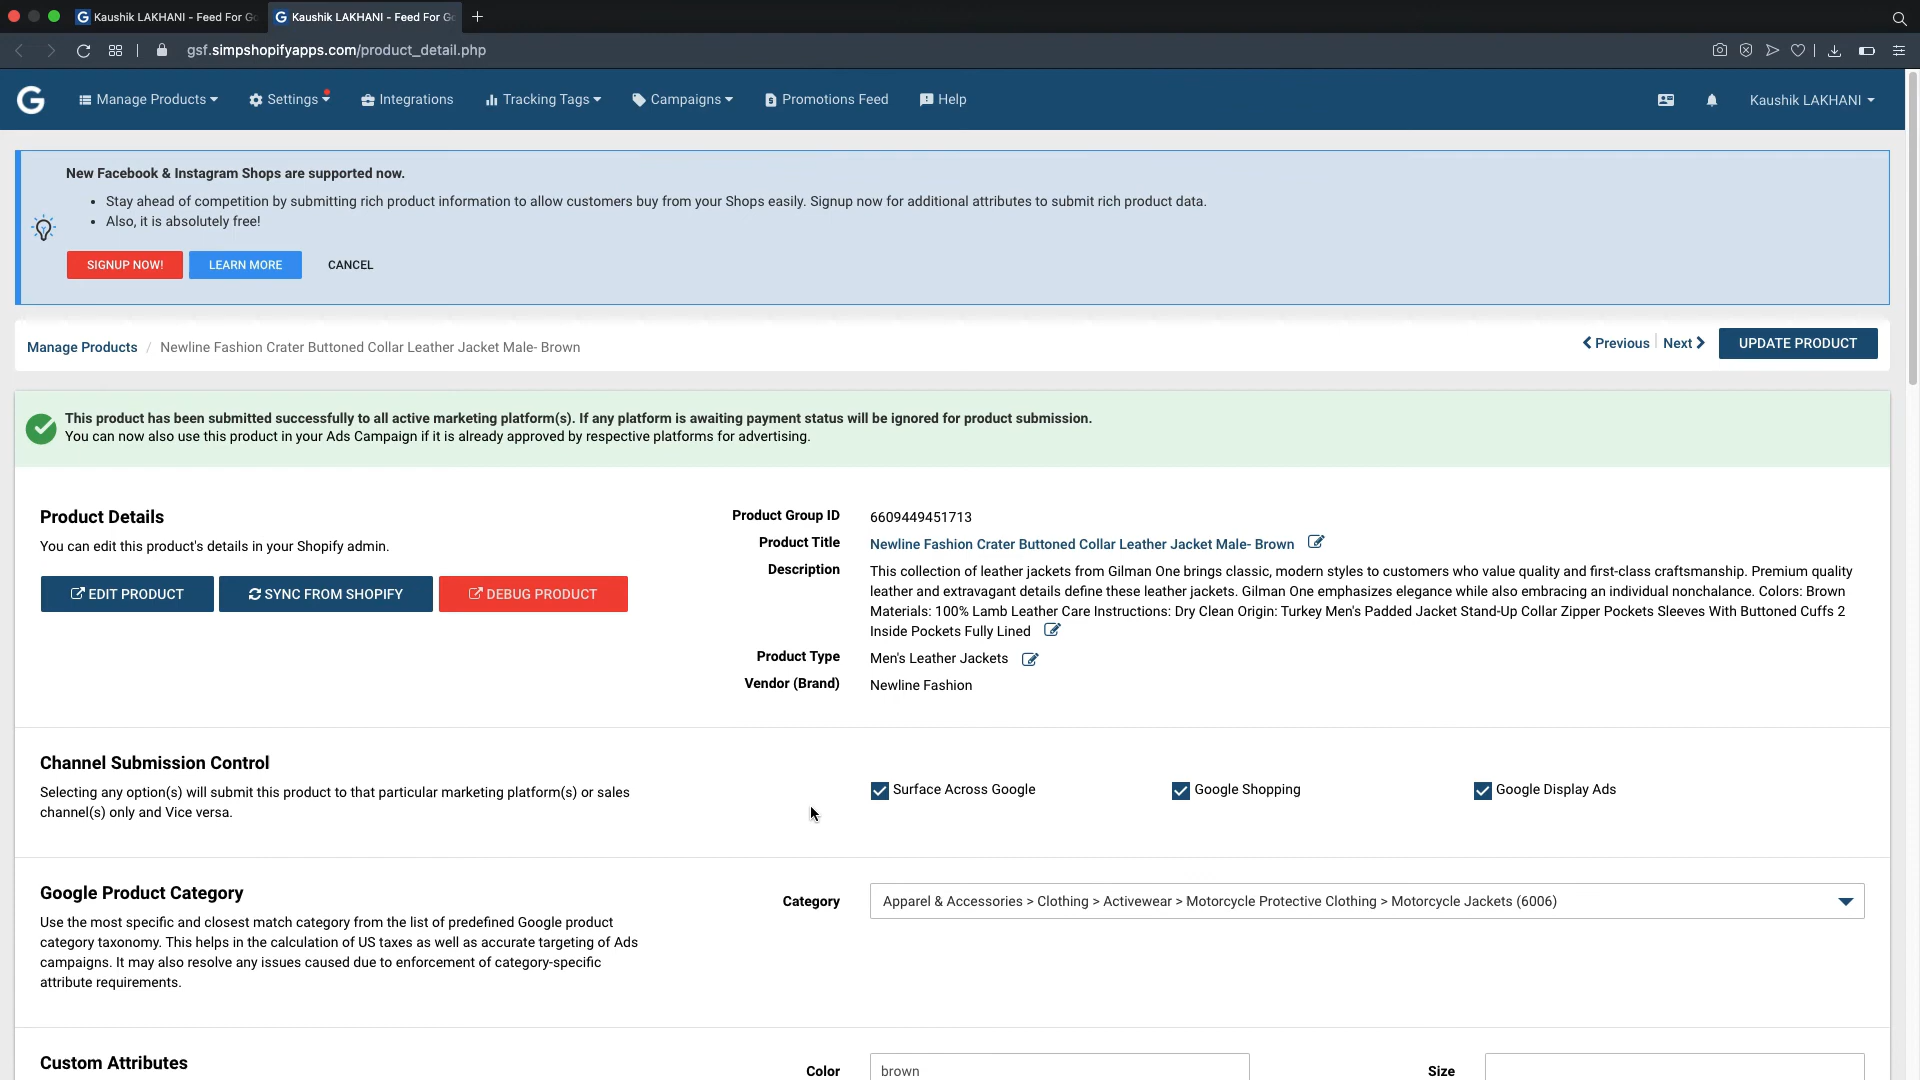 Kaushik LAKHANI - Feed For Go
Kaushik LAKHANI - Feed For Go
gsf.simpshopifyapps.com/product_detail.php
Manage Products
Settings
Integrations
Tracking Tags
Campaigns
Promotions Feed
Help
Kaushik LAKHANI
New Facebook & Instagram Shops are supported now.
• Stay ahead of competition by submitting rich product information to allow customers buy from your Shops easily. Signup now for additional attributes to submit rich product data.
• Also, it is absolutely free!
SIGNUP NOW!
LEARN MORE
CANCEL
Manage Products / Newline Fashion Crater Buttoned Collar Leather Jacket Male- Brown
Previous
Next
UPDATE PRODUCT
This product has been submitted successfully to all active marketing platform(s). If any platform is awaiting payment status will be ignored for product submission.
You can now also use this product in your Ads Campaign if it is already approved by respective platforms for advertising.
Product Details
You can edit this product's details in your Shopify admin.
EDIT PRODUCT
SYNC FROM SHOPIFY
DEBUG PRODUCT
Product Group ID
6609449451713
Product Title
Newline Fashion Crater Buttoned Collar Leather Jacket Male- Brown
Description
This collection of leather jackets from Gilman One brings classic, modern styles to customers who value quality and first-class craftsmanship. Premium quality
leather and extravagant details define these leather jackets. Gilman One emphasizes elegance while also embracing an individual nonchalance. Colors: Brown
Materials: 100% Lamb Leather Care Instructions: Dry Clean Origin: Turkey Men's Padded Jacket Stand-Up Collar Zipper Pockets Sleeves With Buttoned Cuffs 2
Inside Pockets Fully Lined
Product Type
Men's Leather Jackets
Vendor (Brand)
Newline Fashion
Channel Submission Control
Selecting any option(s) will submit this product to that particular marketing platform(s) or sales
channel(s) only and Vice versa.
Surface Across Google
Google Shopping
Google Display Ads
Google Product Category
Use the most specific and closest match category from the list of predefined Google product
category taxonomy. This helps in the calculation of US taxes as well as accurate targeting of Ads
campaigns. It may also resolve any issues caused due to enforcement of category-specific
attribute requirements.
Category
Apparel & Accessories > Clothing > Activewear > Motorcycle Protective Clothing > Motorcycle Jackets (6006)
Custom Attributes
Color
brown
Size